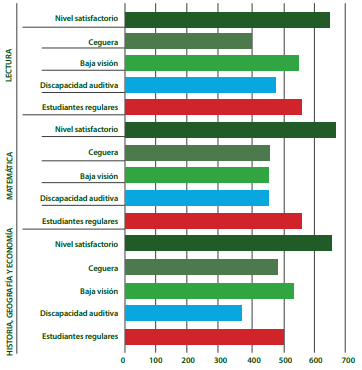 LECTURA
Nivel satisfactorio
Ceguera
Baja visión
Discapacidad auditiva
Estudiantes regulares
MATEMÁTICA
Nivel satisfactorio
Ceguera
Baja visión
Discapacidad auditiva
Estudiantes regulares
HISTORIA, GEOGRAFÍA Y ECONOMÍA
Nivel satisfactorio
Ceguera
Baja visión
Discapacidad auditiva
Estudiantes regulares
0 100 200 300 400 500 600 700